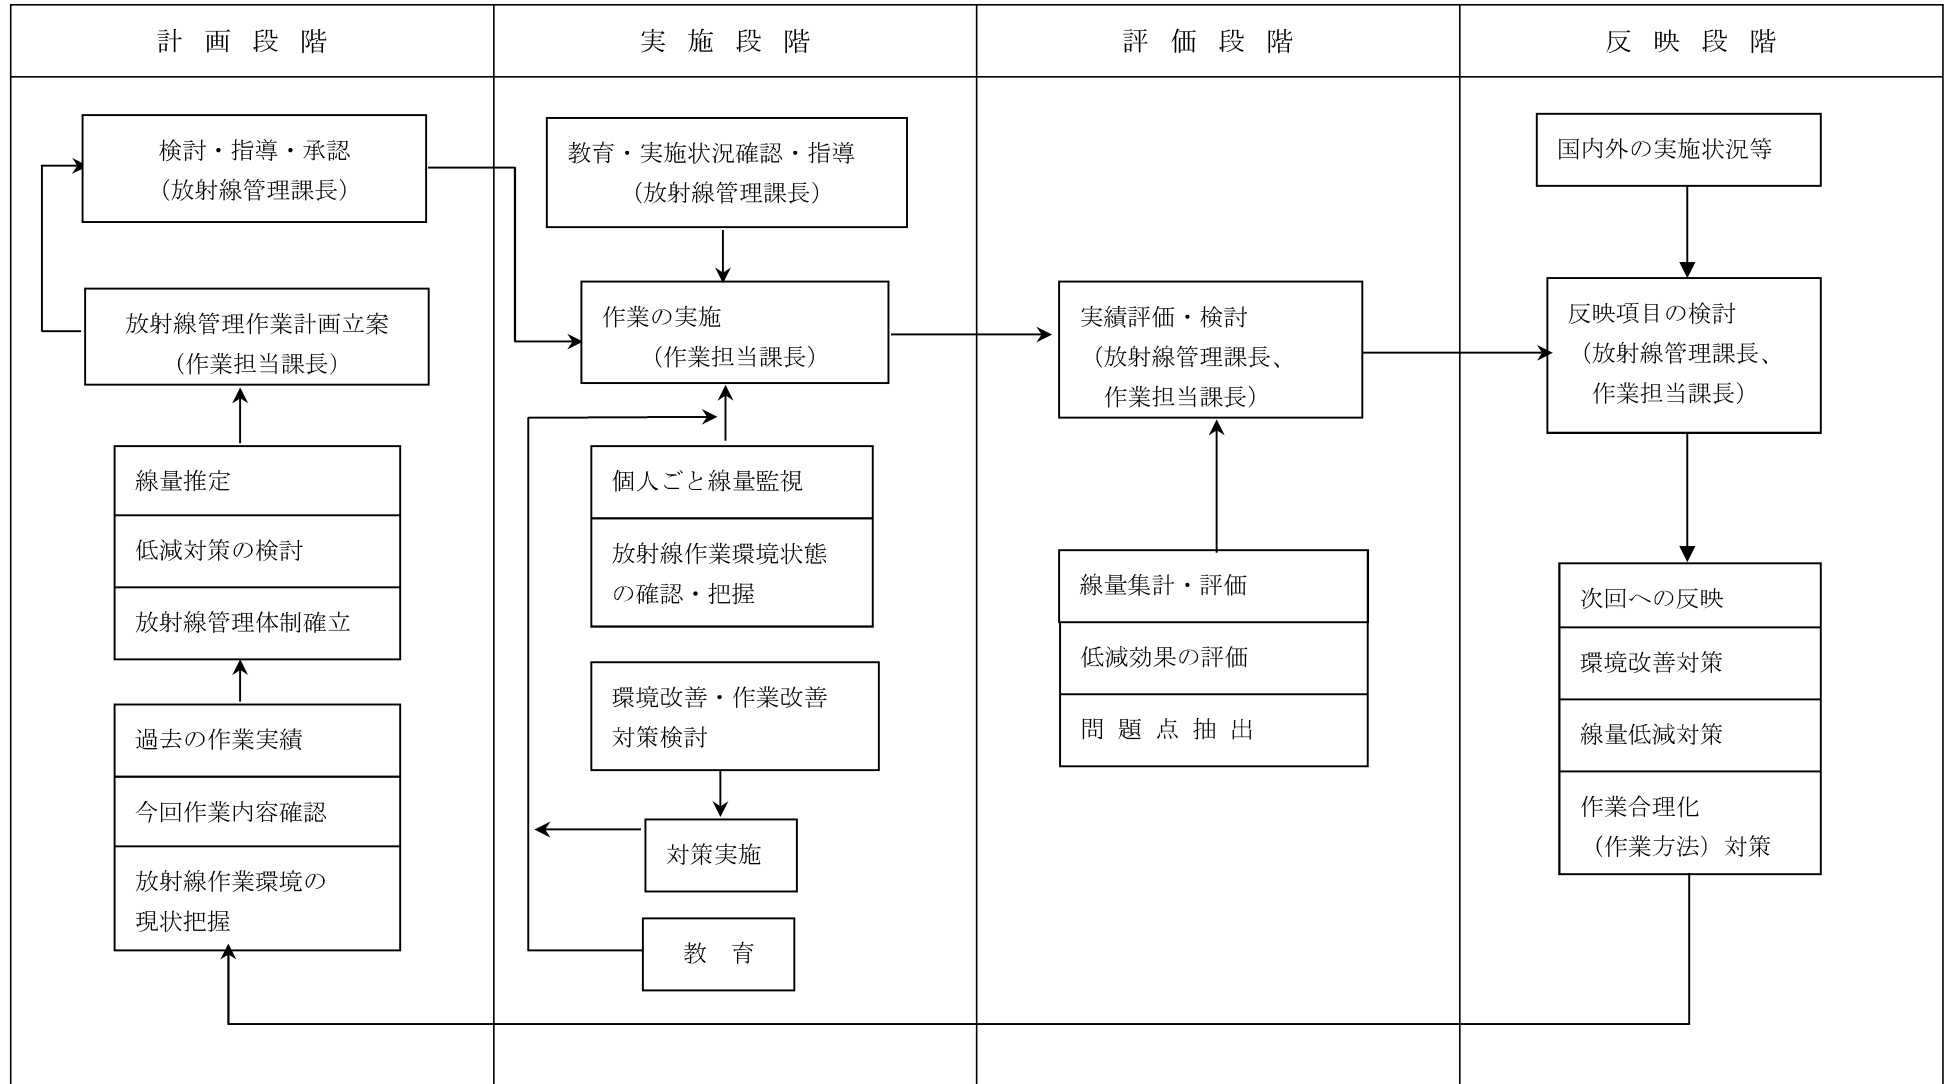 計画段階
検討・指導・承認
（放射線管理課長）
放射線管理作業計画立案
（作業担当課長）
線量推定
低減対策の検討
放射線管理体制確立
過去の作業実績
今回作業内容確認
放射線作業環境の
現状把握
実施段階
教育・実施状況確認・指導
（放射線管理課長）
作業の実施
（作業担当課長）
個人ごと線量監視
放射線作業環境状態
の確認・把握
環境改善・作業改善
対策検討
対策実施
教　育
評価段階
実績評価・検討
（放射線管理課長、
作業担当課長）
線量集計・評価
低減効果の評価
問題点抽出
反映段階
国内外の実施状況等
反映項目の検討
（放射線管理課長、
作業担当課長）
次回への反映
環境改善対策
線量低減対策
作業合理化
（作業方法）対策